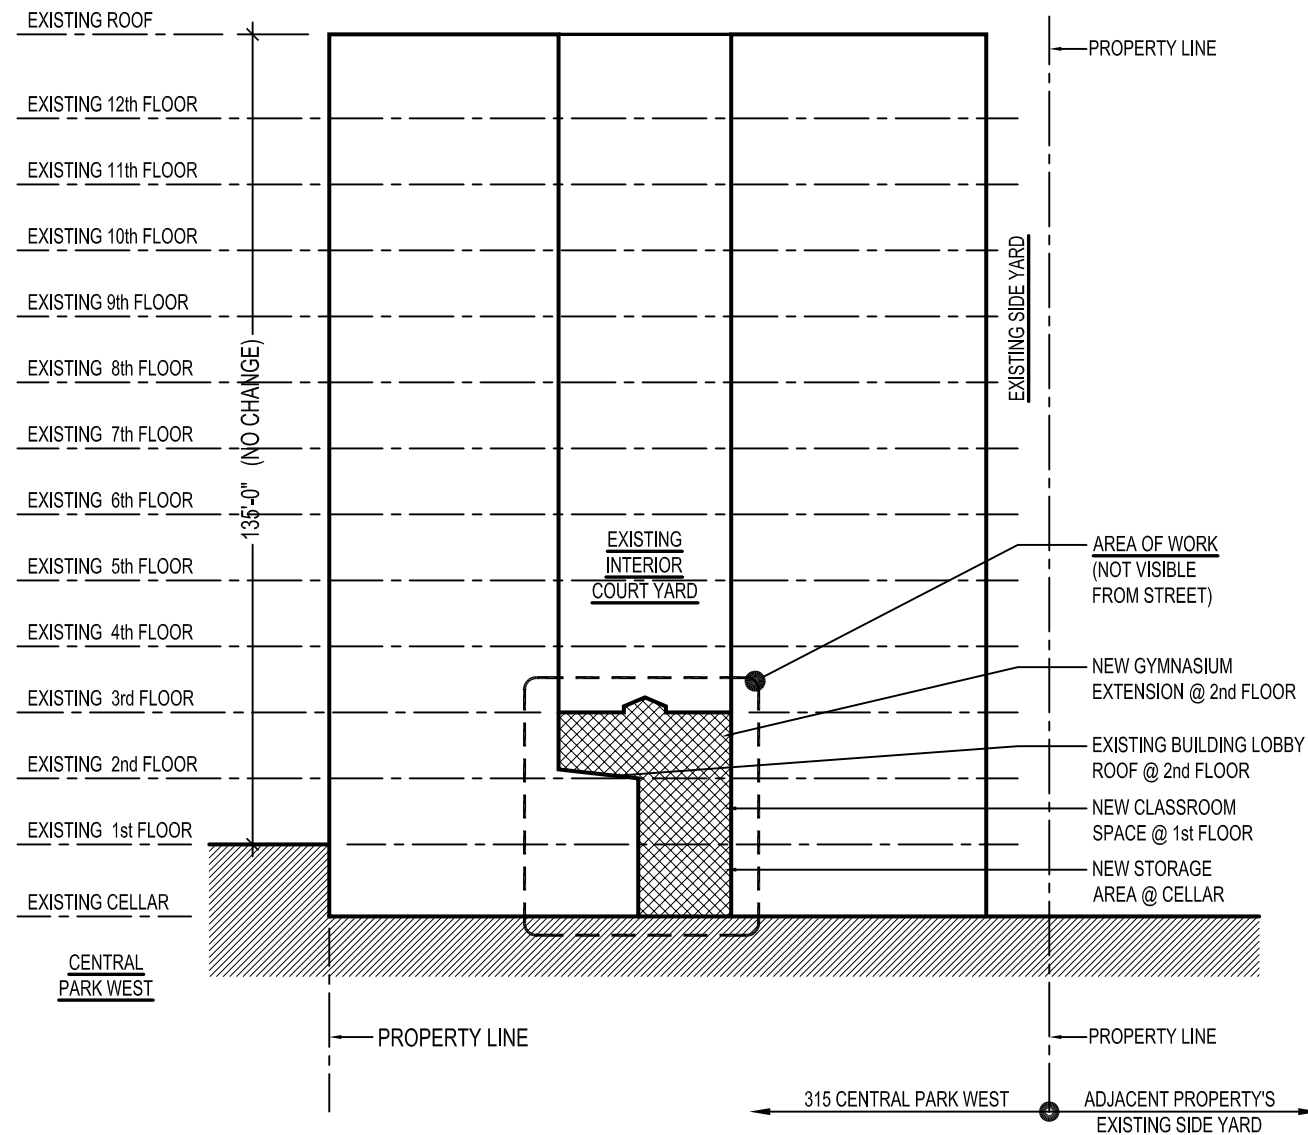 EXISTING ROOF
PROPERTY LINE
EXISTING 12th FLOOR
EXISTING 11th FLOOR
EXISTING 10th FLOOR
EXISTING SIDE YARD
EXISTING 9th FLOOR
EXISTING 8th FLOOR
135'-0" (NO CHANGE)
EXISTING 7th FLOOR
EXISTING 6th FLOOR
EXISTING
INTERIOR
COURT YARD
AREA OF WORK
(NOT VISIBLE
FROM STREET)
EXISTING 5th FLOOR
EXISTING 4th FLOOR
NEW GYMNASIUM
EXTENSION @ 2nd FLOOR
EXISTING 3rd FLOOR
EXISTING BUILDING LOBBY
ROOF @ 2nd FLOOR
EXISTING 2nd FLOOR
NEW CLASSROOM
SPACE @ 1st FLOOR
EXISTING 1st FLOOR
NEW STORAGE
AREA @ CELLAR
EXISTING CELLAR
CENTRAL
PARK WEST
PROPERTY LINE
PROPERTY LINE
315 CENTRAL PARK WEST
ADJACENT PROPERTY'S
EXISTING SIDE YARD